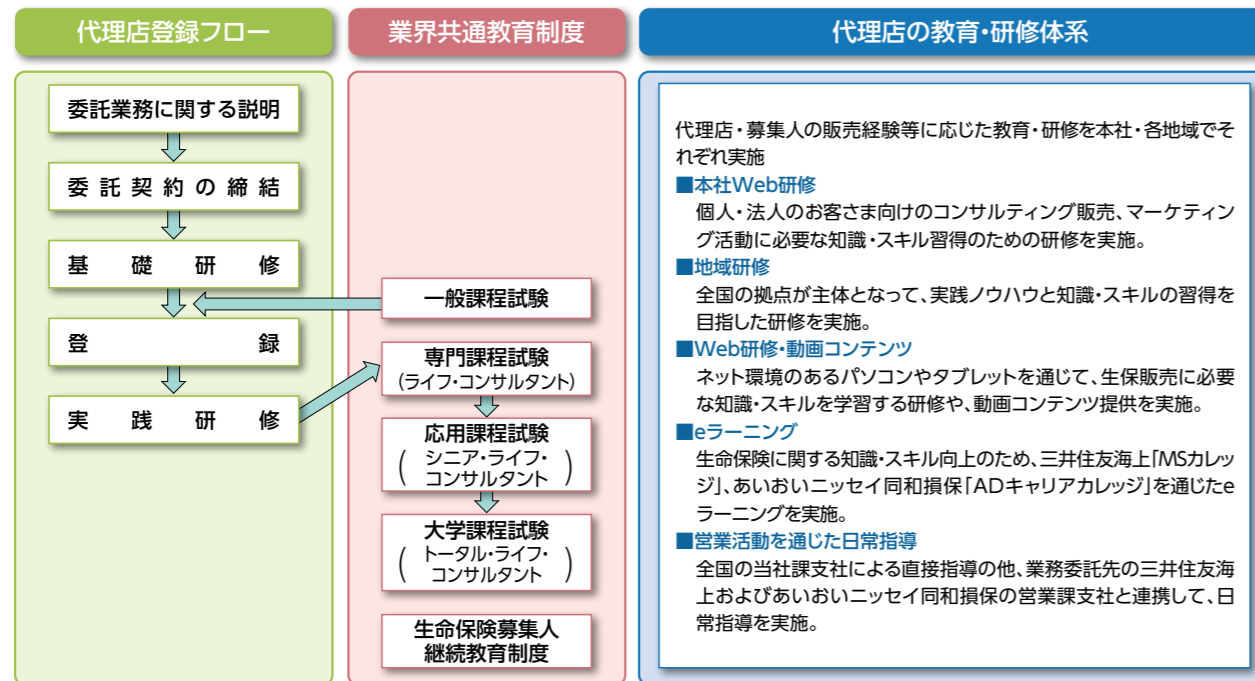 代理店登録フロー
委託業務に関する説明
委託契約の締結
基礎研修
登録
実践研修
業界共通教育制度
一般課程試験
専門課程試験
(ライフ・コンサルタント)
応用課程試験
(シニア・ライフ・
コンサルタント)
大学課程試験
(トータル・ライフ・
コンサルタント)
生命保険募集人
継続教育制度
代理店の教育・研修体系
代理店・募集人の販売経験等に応じた教育・研修を本社・各地域でそ
れぞれ実施
■本社Web研修
個人・法人のお客さま向けのコンサルティング販売、マーケティン
グ活動に必要な知識・スキル習得のための研修を実施。
■地域研修
全国の拠点が主体となって、実践ノウハウと知識・スキルの習得を
目指した研修を実施。
■Web研修・動画コンテンツ
ネット環境のあるパソコンやタブレットを通じて、生保販売に必要
な知識・スキルを学習する研修や、動画コンテンツ提供を実施。
■eラーニング
生命保険に関する知識・スキル向上のため、三井住友海上「MSカレッ
ジ」、あいおいニッセイ同和損保「ADキャリアカレッジ」を通じたe
ラーニングを実施。
■営業活動を通じた日常指導
全国の当社課支社による直接指導の他、業務委託先の三井住友海
上およびあいおいニッセイ同和損保の営業課支社と連携して、日
常指導を実施。